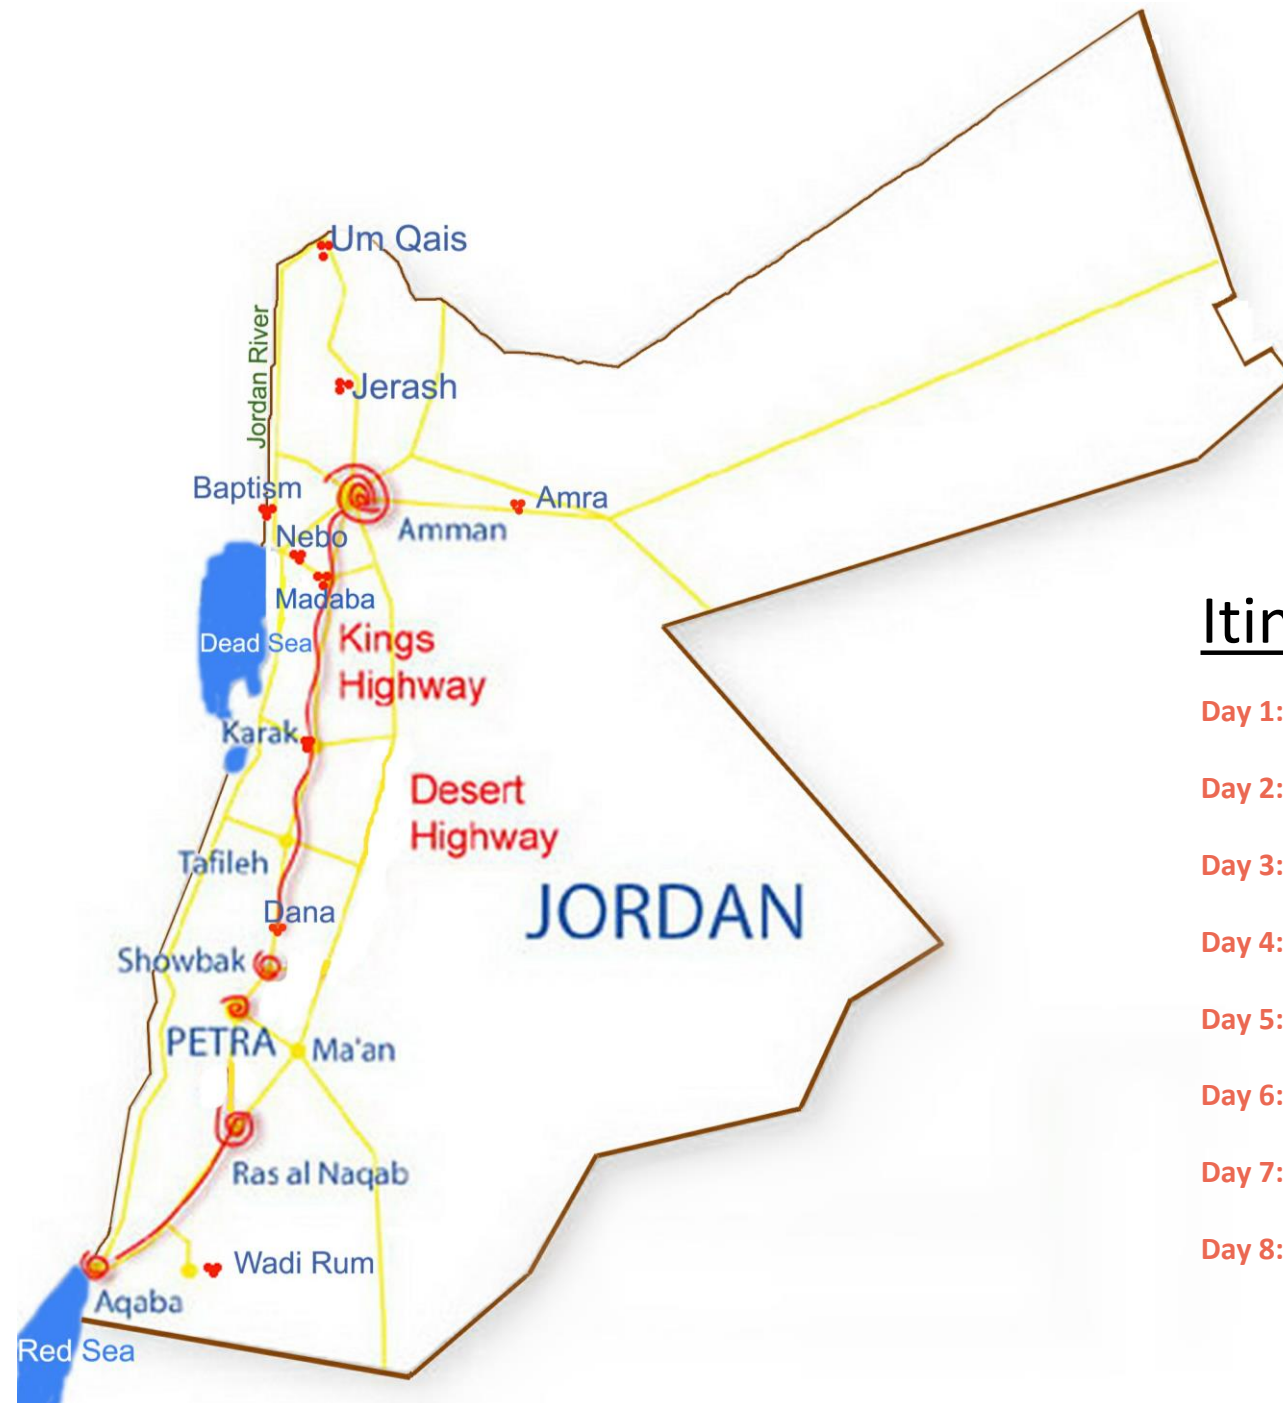 Um Qais
Jordan River
Jerash
Baptism
Amra
Nebo
Amman
Madaba
Dead Sea
Kings
Highway
Karak
Desert
Highway
Tafileh
JORDAN
Dana
Showbak
PETRA
Ma'an
Ras al Naqab
Wadi Rum
Aqaba
Red Sea
Itin
Day 1:
Day 2:
Day 3:
Day 4:
Day 5:
Day 6:
Day 7:
Day 8: